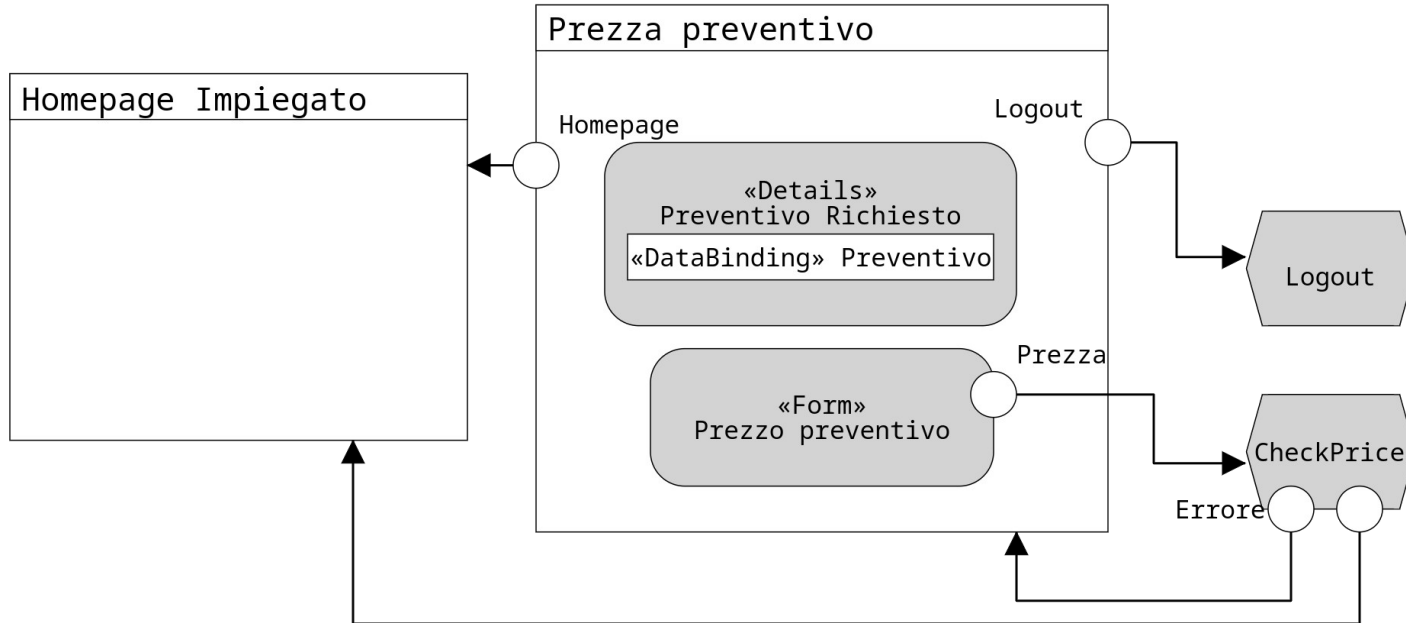 Prezza preventivo
Homepage Impiegato
Homepage
Logout
«Details»
Preventivo Richiesto
«DataBinding» Preventivo
Logout
Prezza
«Form»
Prezzo preventivo
CheckPrice
Errore